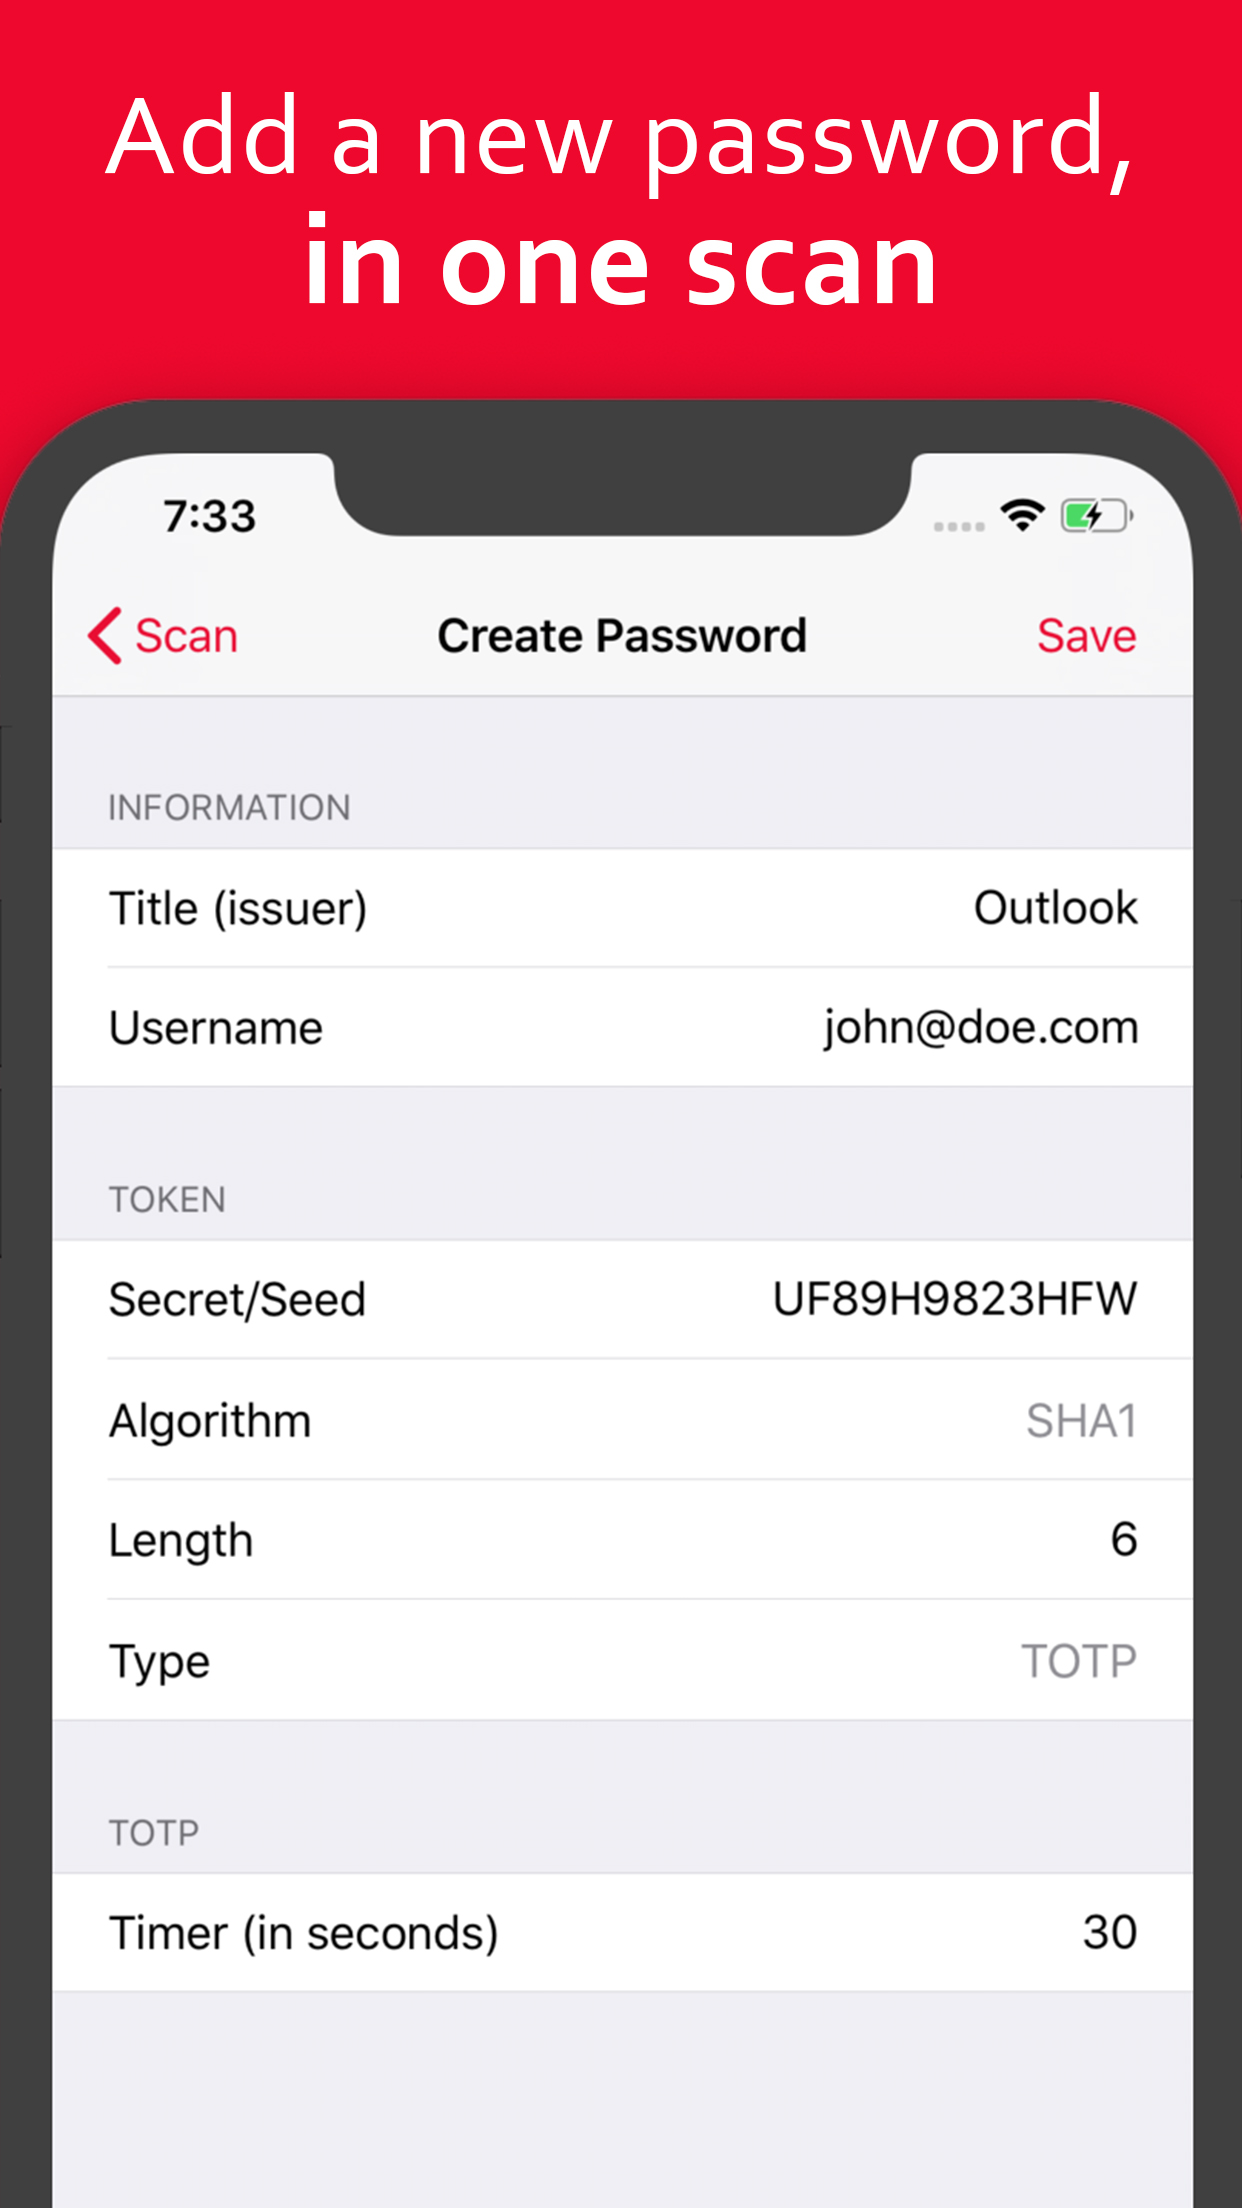 Add a new password,
in one scan
7:33
Scan
Create Password
Save
INFORMATION
Title (issuer)
Outlook
Username
john@doe.com
TOKEN
Secret/Seed
UF89H9823HFW
Algorithm
SHA1
Length
6
Type
TOTP
TOTP
Timer (in seconds)
30